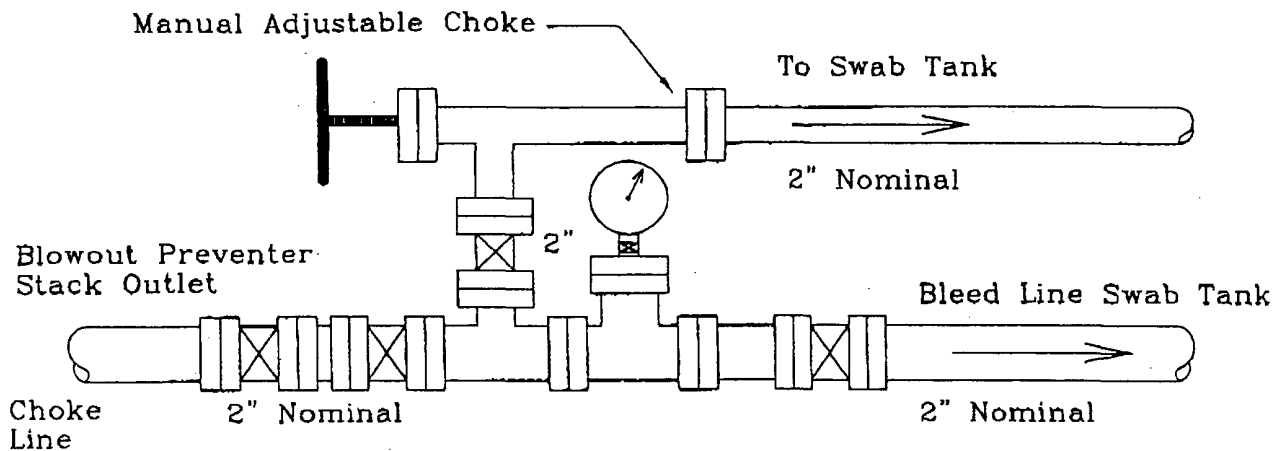 Manual Adjustable Choke
To Swab Tank
2" Nominal
2"
Blowout Preventer
Stack Outlet
Bleed Line Swab Tank
Choke
Line
2" Nominal
2" Nominal